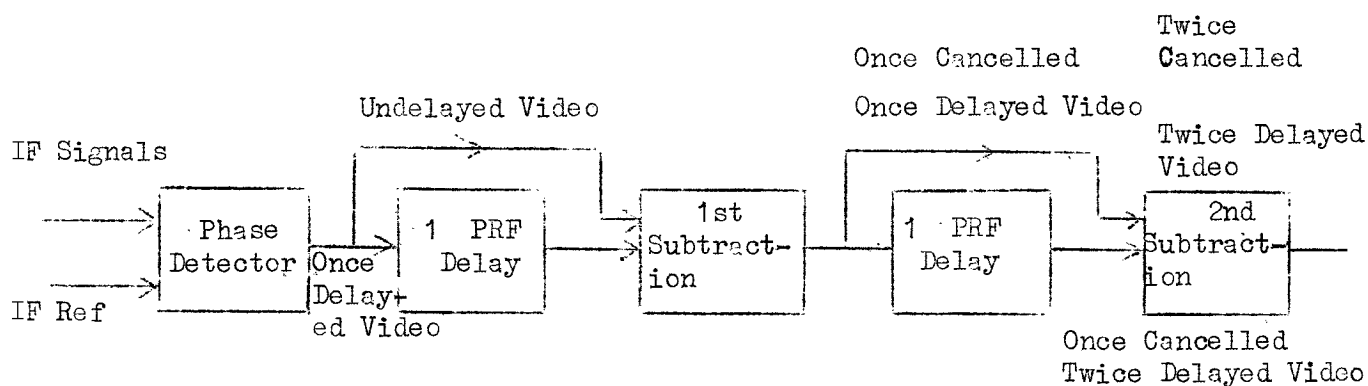 Twice
Cancelled
Once Cancelled
Undelayed Video
Once Delayed Video
Twice Delayed
Video
IF Signals
IF Ref
Phase
Detector
Once
Delay-
ed Video
1 PRF
Delay
1st
Subtract-
ion
1 PRF
Delay
2nd
Subtract-
ion
Once Cancelled
Twice Delayed Video